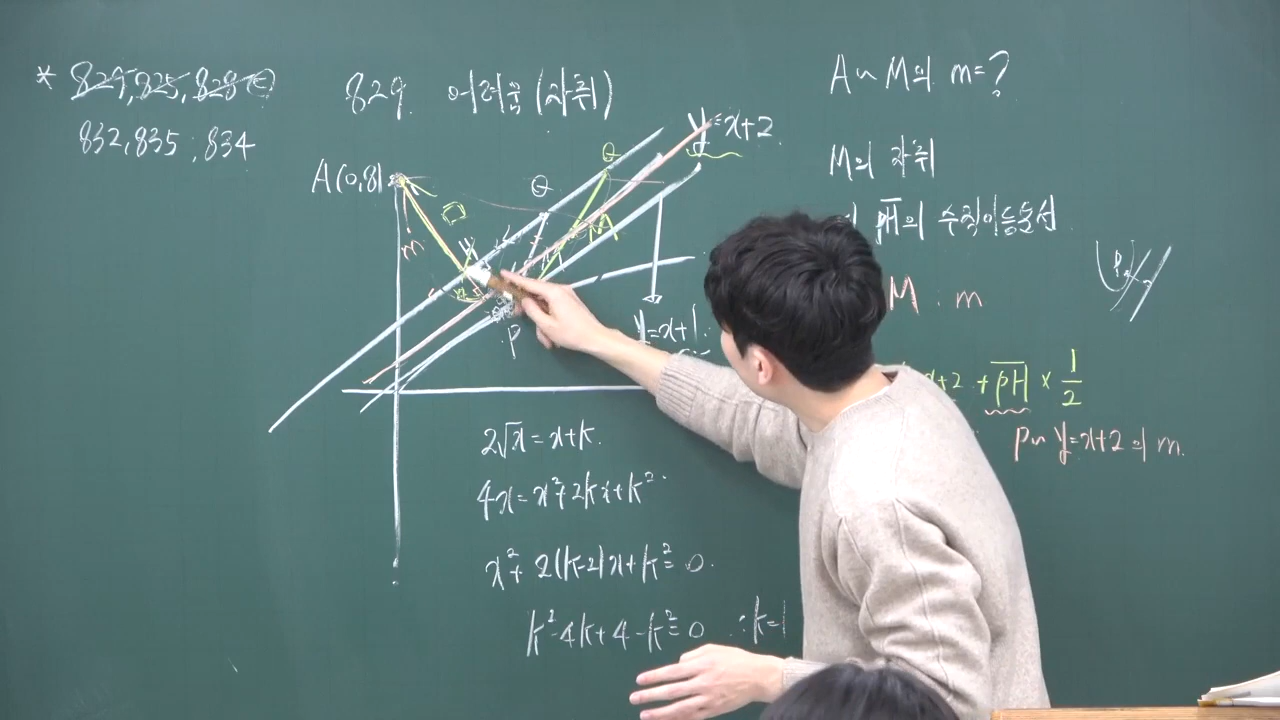 * 829, 825, 828
832, 835, 834
829. 어려움 (자취)
A~M의 m=?
M의 자취
PH의 수직이등분선
M . m
x+2 + PH × 1/2
P~ y=x+2 의 m.
A(0,8)
y=x+2
Q
Q
m
M
H
P
y=x+1.
P
2√x = x+k.
4x = x²+2kx+k².
x²+2(k-2)x+k²=0.
k²-4k+4-k²=0 ∴k=1